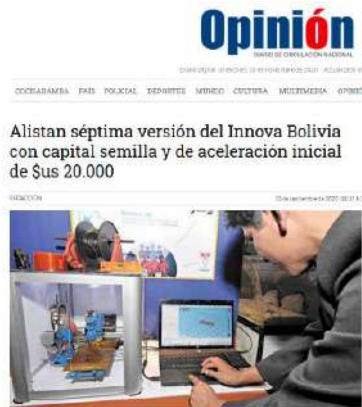 Opinión
DIARIO DE CIRCULACIÓN NACIONAL
COCHABAMBA PAÍS POLICIAL DEPORTES MUNDO CULTURA MULTIMEDIA OPINIÓ
Alistan séptima versión del Innova Bolivia
con capital semilla y de aceleración inicial
de $us 20.000
REDACCIÓN